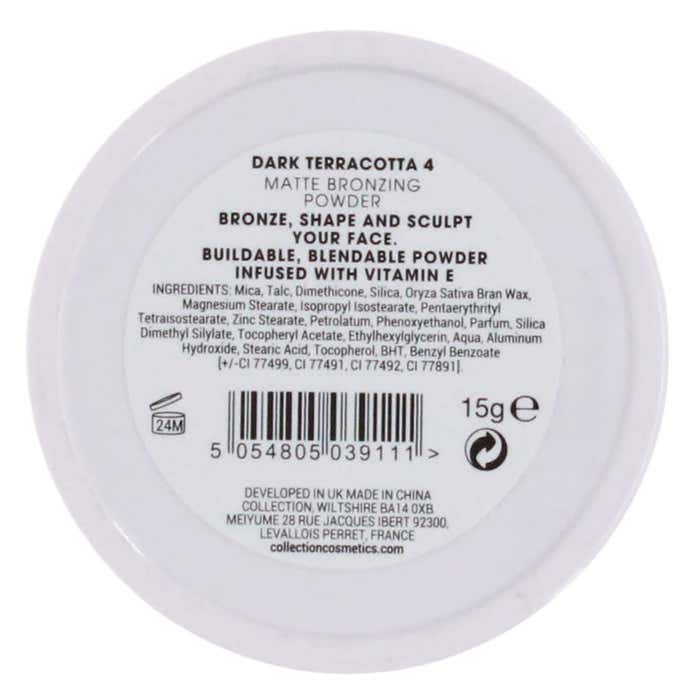 DARK TERRACOTTA 4
MATTE BRONZING
POWDER
BRONZE, SHAPE AND SCULPT
YOUR FACE.
BUILDABLE, BLENDABLE POWDER
INFUSED WITH VITAMIN E
INGREDIENTS: Mica, Talc, Dimethicone, Silica, Oryza Sativa Bran Wax,
Magnesium Stearate, Isopropyl Isostearate, Pentaerythrityl
Tetraisostearate, Zinc Stearate, Petrolatum, Phenoxyethanol, Parfum, Silica
Dimethyl Silylate, Tocopheryl Acetate, Ethylhexylglycerin, Aqua, Aluminum
Hydroxide, Stearic Acid, Tocopherol, BHT, Benzyl Benzoate
[+/-CI 77499, CI 77491, CI 77492, CI 77891].
24M
15g e
5 054805 039111 >
DEVELOPED IN UK MADE IN CHINA
COLLECTION, WILTSHIRE BA14 0XB
MEIYUME 28 RUE JACQUES IBERT 92300,
LEVALLOIS PERRET, FRANCE
collectioncosmetics.com